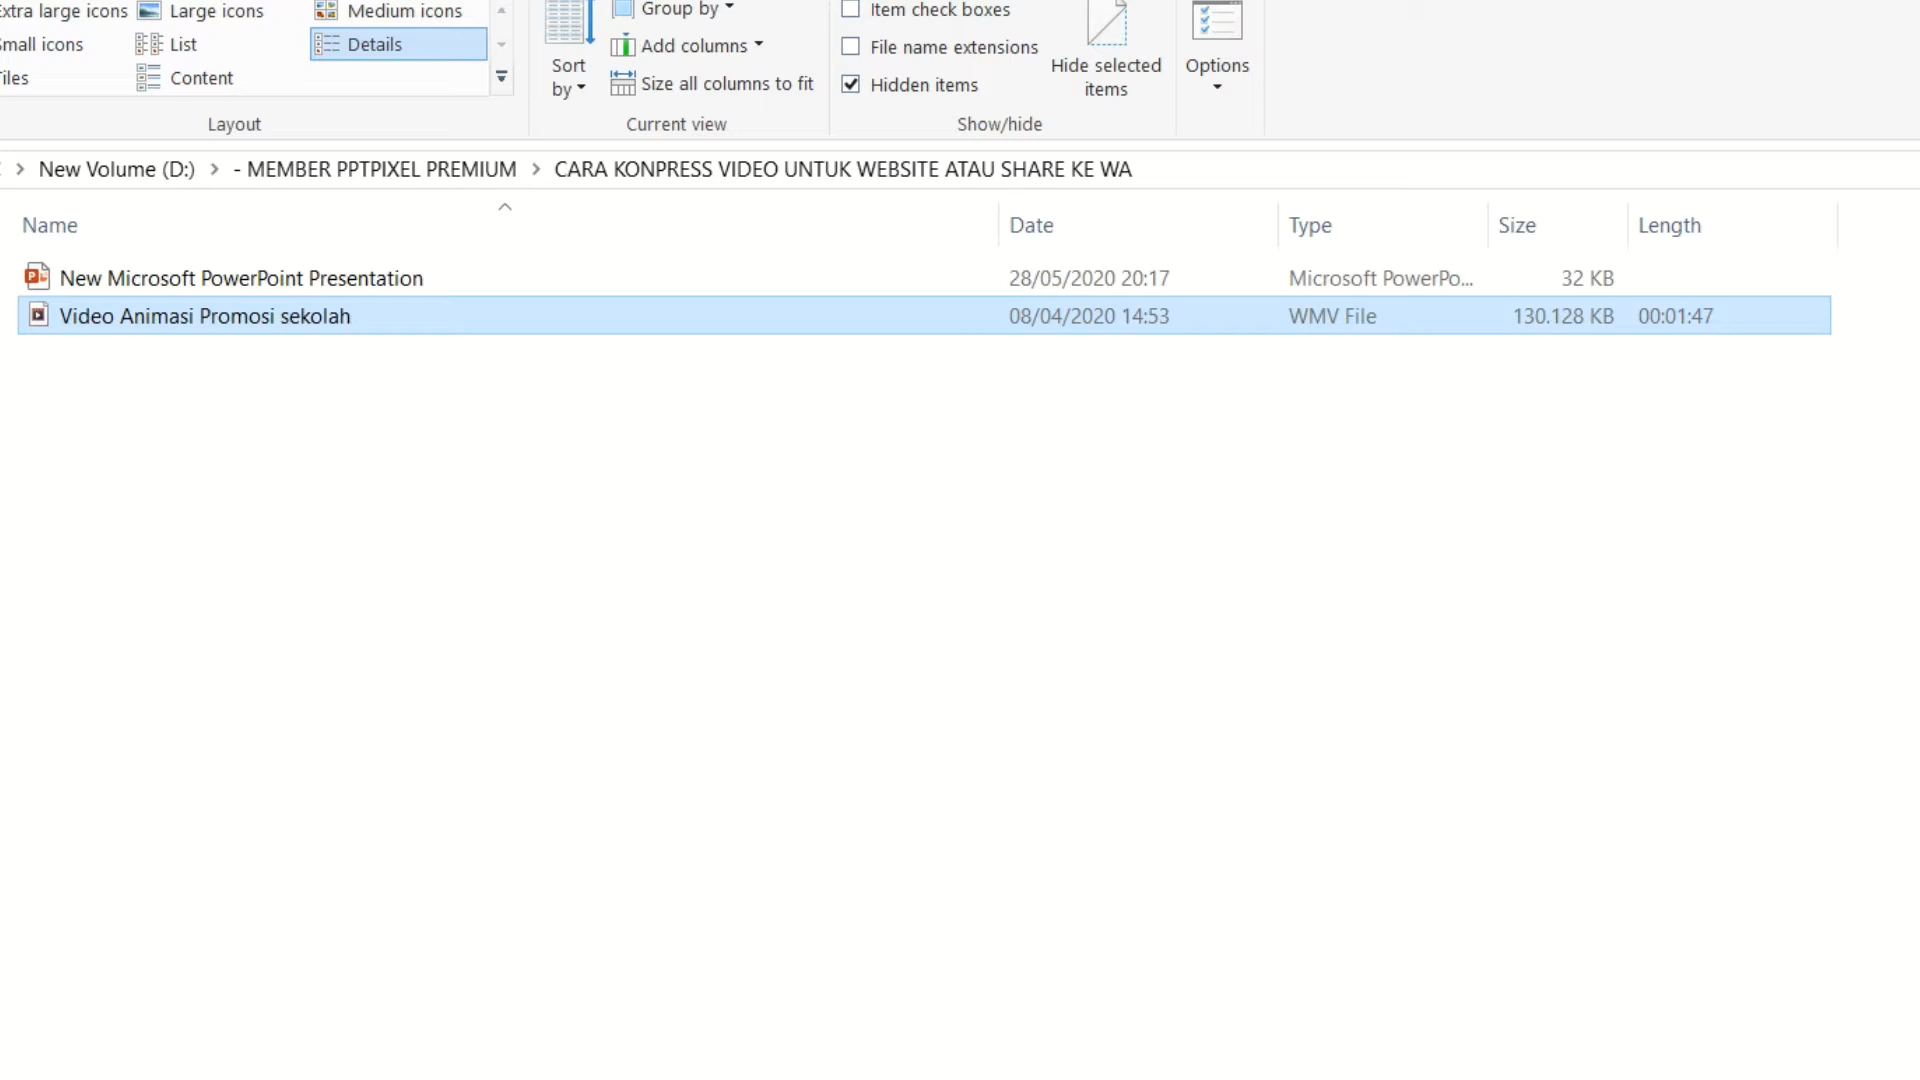 Extra large icons Large icons Medium icons
Small icons List Details
Tiles Content
Layout
Sort by
Group by
Add columns
Size all columns to fit
Current view
Item check boxes
File name extensions
Hidden items
Hide selected items
Show/hide
Options
New Volume (D:) > - MEMBER PPTPIXEL PREMIUM > CARA KONPRESS VIDEO UNTUK WEBSITE ATAU SHARE KE WA
Name Date Type Size Length
New Microsoft PowerPoint Presentation 28/05/2020 20:17 Microsoft PowerPo... 32 KB
Video Animasi Promosi sekolah 08/04/2020 14:53 WMV File 130.128 KB 00:01:47